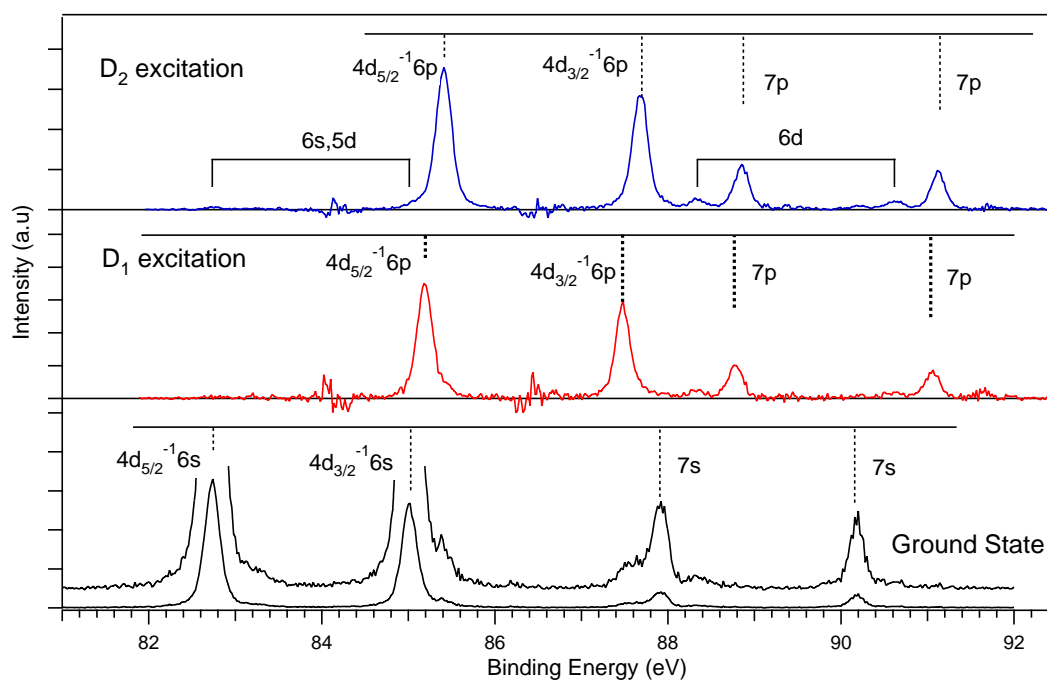 D₂ excitation
4d₅/₂⁻¹6p
4d₃/₂⁻¹6p
7p
7p
6s,5d
6d
D₁ excitation
4d₅/₂⁻¹6p
4d₃/₂⁻¹6p
7p
7p
4d₅/₂⁻¹6s
4d₃/₂⁻¹6s
7s
7s
Ground State
Intensity (a.u)
82 84 86 88 90 92
Binding Energy (eV)